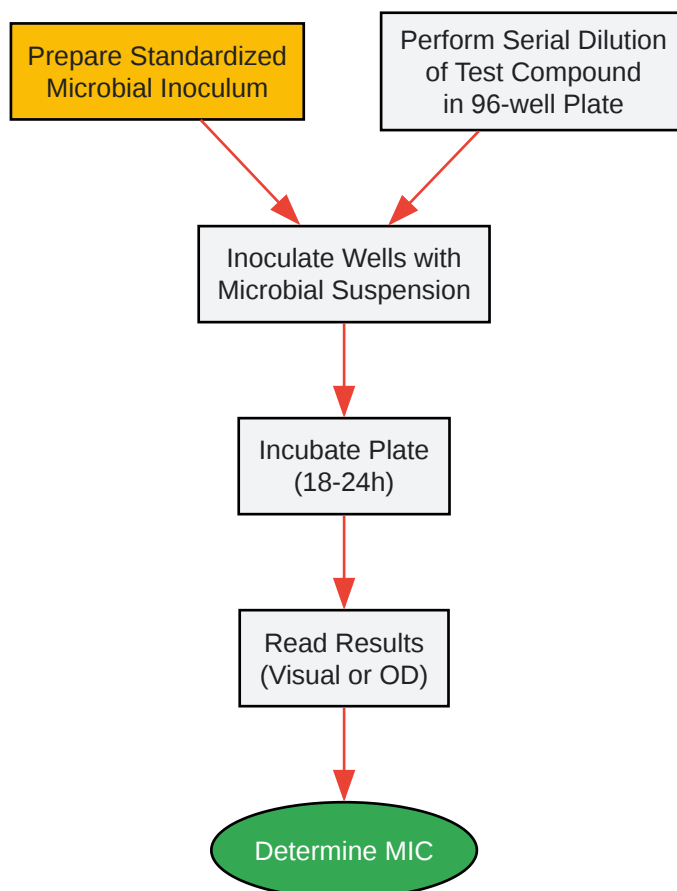 Prepare Standardized
Microbial Inoculum
Perform Serial Dilution
of Test Compound
in 96-well Plate
Inoculate Wells with
Microbial Suspension
Incubate Plate
(18-24h)
Read Results
(Visual or OD)
Determine MIC